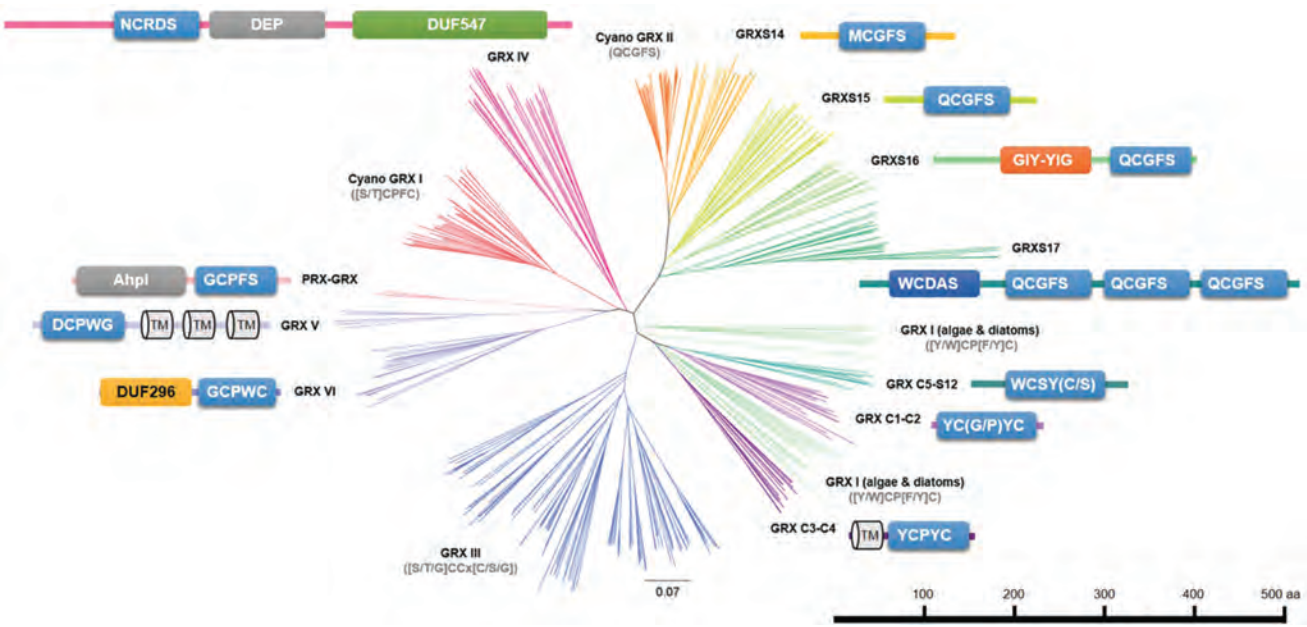 NCRDS DEP DUF547
GRX IV
Cyano GRX II
(QCGFS)
GRXS14 MCGFS
GRXS15 QCGFS
GRXS16 GIY-YIG QCGFS
Cyano GRX I
([S/T]CPFC)
GRXS17
WCDAS QCGFS QCGFS QCGFS
AhpI GCPFS PRX-GRX
DCPWG TM TM TM GRX V
DUF296 GCPWC GRX VI
GRX I (algae & diatoms)
([Y/W]CP[F/Y]C)
GRX C5-S12 WCSY(C/S)
GRX C1-C2 YC(G/P)YC
GRX I (algae & diatoms)
([Y/W]CP[F/Y]C)
GRX C3-C4 TM YCPYC
GRX III
([S/T/G]CCx[C/S/G])
0.07
100 200 300 400 500 aa